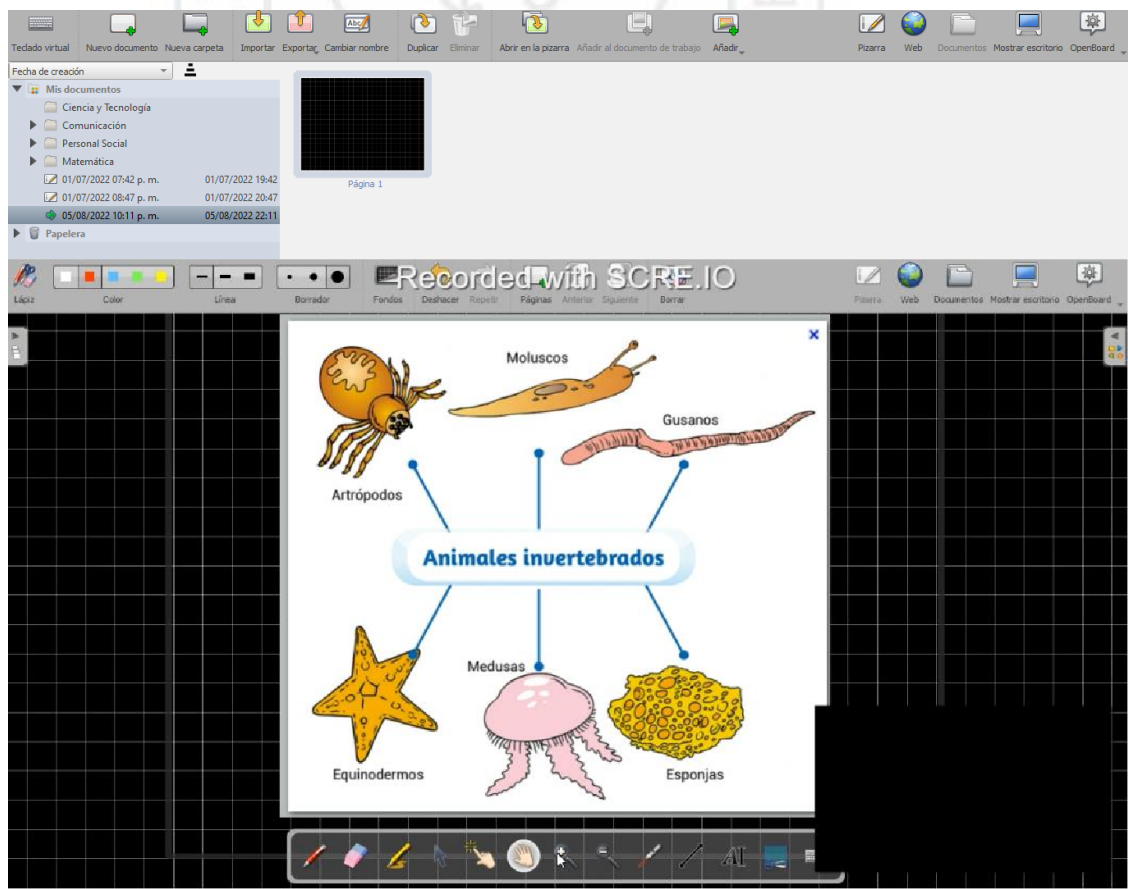 Teclado virtual Nuevo documento Nueva carpeta Importar Exportar Cambiar nombre Duplicar Eliminar Abrir en la pizarra Añadir al documento de trabajo Añadir Pizarra Web Documentos Mostrar escritorio OpenBoard
Fecha de creación
Mis documentos
Ciencia y Tecnología
Comunicación
Personal Social
Matemática
01/07/2022 07:42 p. m. 01/07/2022 19:42
01/07/2022 08:47 p. m. 01/07/2022 20:47
05/08/2022 10:11 p. m. 05/08/2022 22:11
Papelera
Página 1
Recorded with SCRE.IO
Lápiz Color Línea Borrador Fondos Deshacer Repetir Páginas Anterior Siguiente Borrar Pizarra Web Documentos Mostrar escritorio OpenBoard
Moluscos
Gusanos
Artrópodos
Animales invertebrados
Medusas
Equinodermos
Esponjas